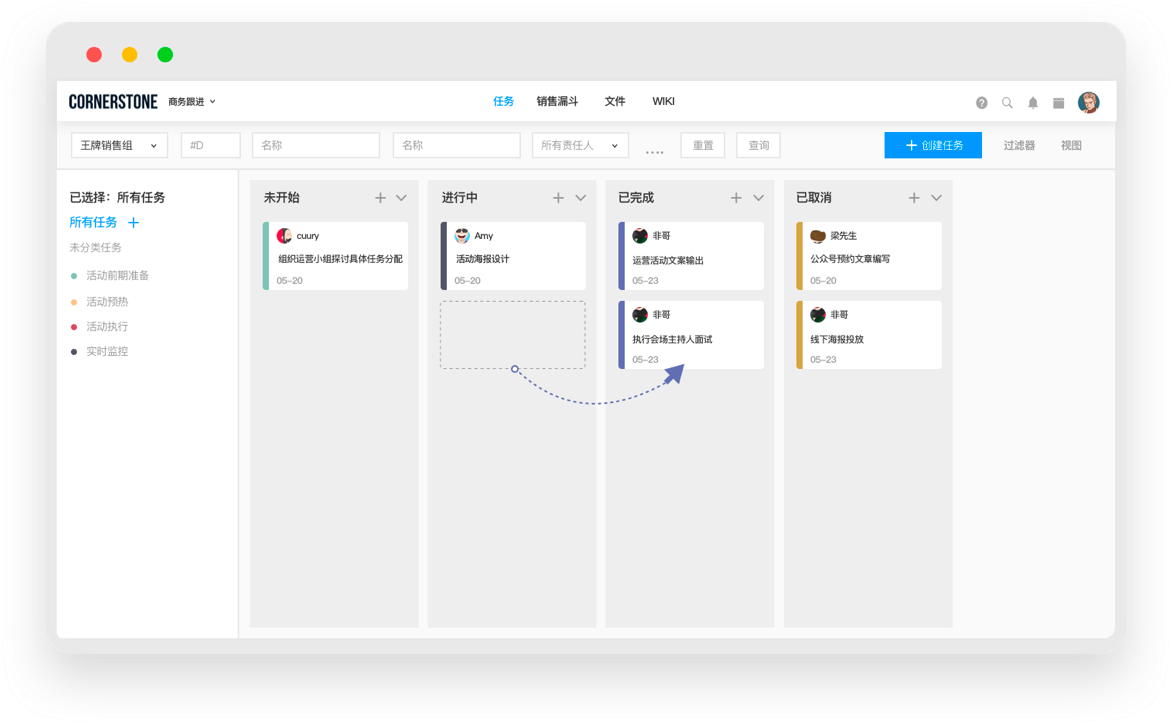 CORNERSTONE 商务跟进 任务 销售漏斗 文件 WIKI
王牌销售组 #D 名称 名称 所有责任人 .... 重置 查询 + 创建任务 过滤器 视图
已选择：所有任务
所有任务 +
未分类任务
活动前期准备
活动预热
活动执行
实时监控
未开始
cuury
组织运营小组探讨具体任务分配
05-20
进行中
Amy
活动海报设计
05-20
已完成
非哥
运营活动文案输出
05-23
非哥
执行会场主持人面试
05-23
已取消
梁先生
公众号预约文章编写
05-20
非哥
线下海报投放
05-23